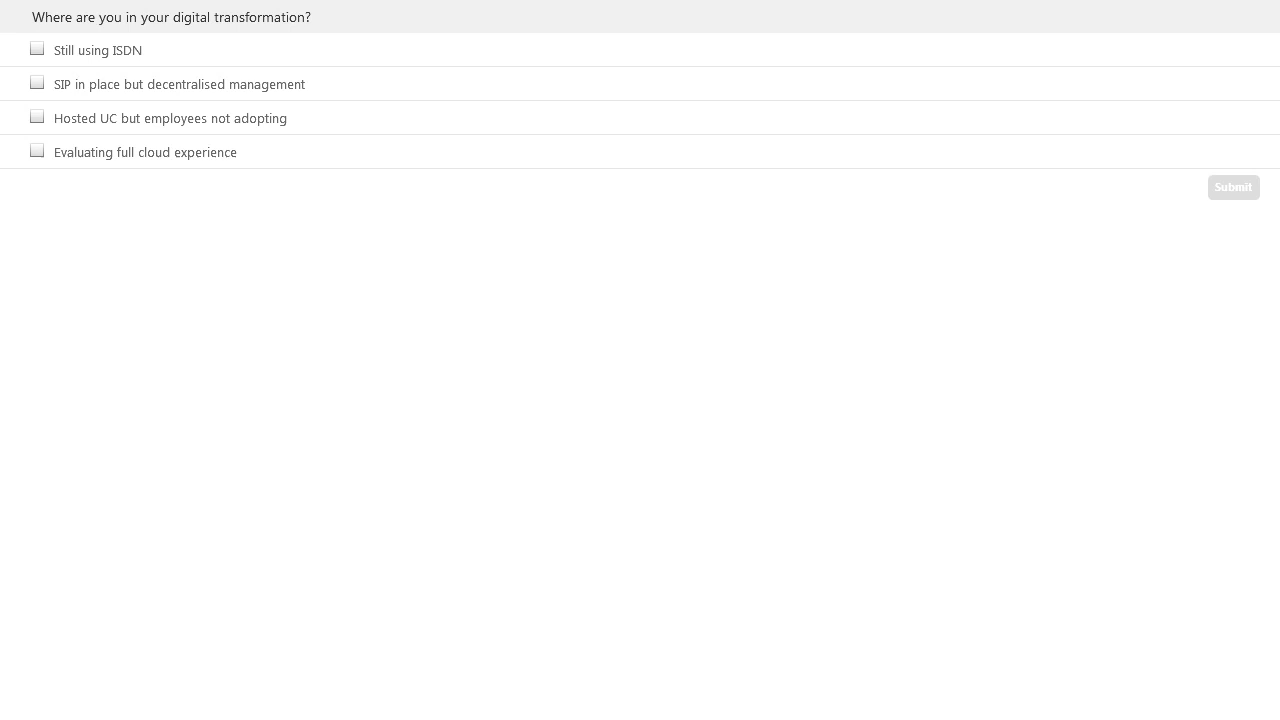 Where are you in your digital transformation?
Still using ISDN
SIP in place but decentralised management
Hosted UC but employees not adopting
Evaluating full cloud experience
Submit